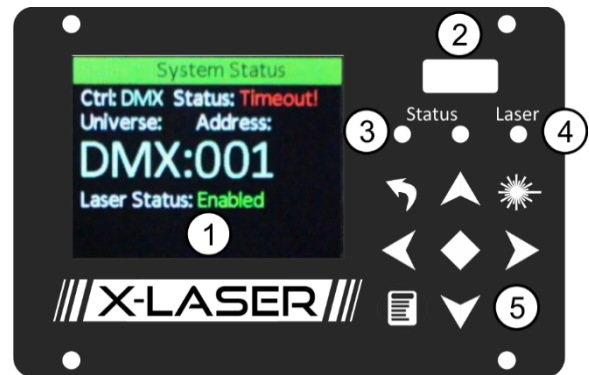 System Status
Ctrl: DMX Status: Timeout!
Universe: Address:
DMX:001
Laser Status: Enabled
1
X-LASER
2
Status Laser
3
4
5